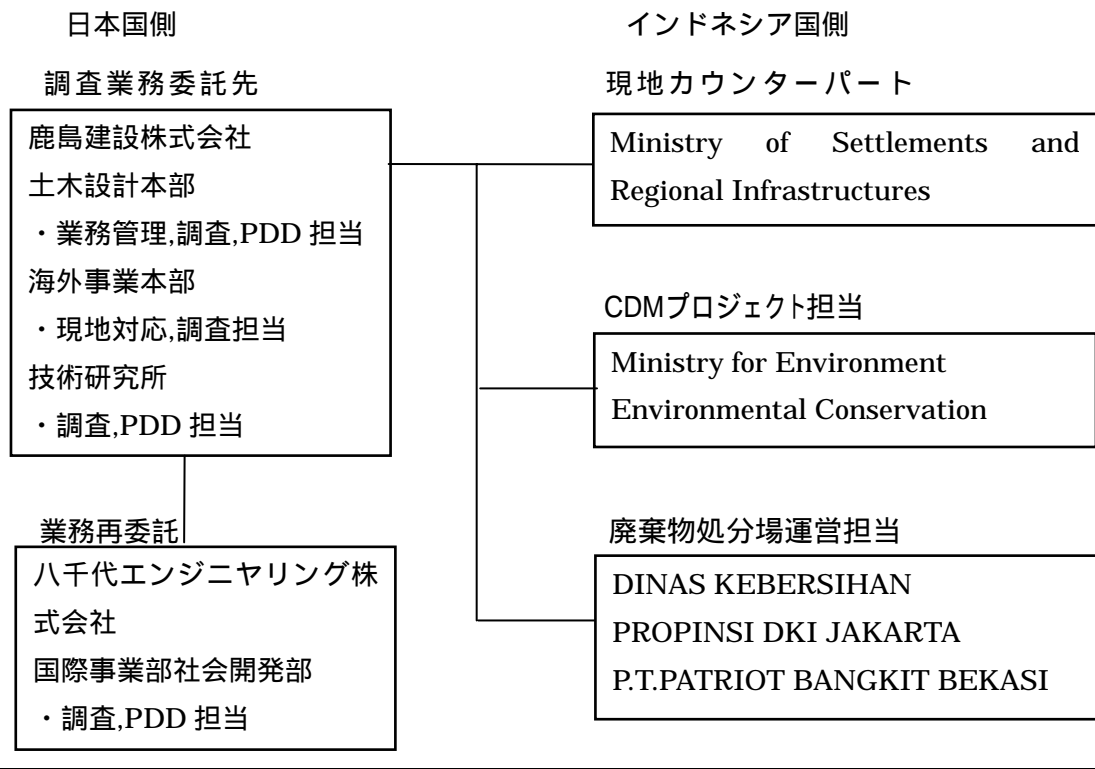 日本国側
調査業務委託先
鹿島建設株式会社
土木設計本部
・業務管理,調査,PDD 担当
海外事業本部
・現地対応,調査担当
技術研究所
・調査,PDD 担当
業務再委託
八千代エンジニヤリング株
式会社
国際事業部社会開発部
・調査,PDD 担当
インドネシア国側
現地カウンターパート
Ministry of Settlements and
Regional Infrastructures
CDMプロジェクト担当
Ministry for Environment
Environmental Conservation
廃棄物処分場運営担当
DINAS KEBERSIHAN
PROPINSI DKI JAKARTA
P.T.PATRIOT BANGKIT BEKASI